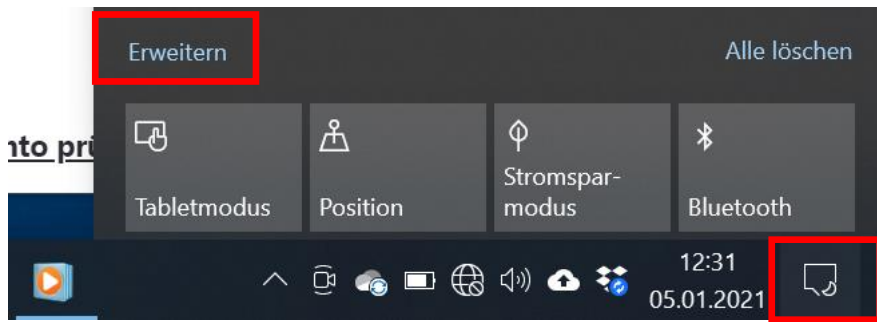 Erweitern
Alle löschen
nto prü
Tabletmodus
Position
Stromspar-
modus
Bluetooth
12:31
05.01.2021